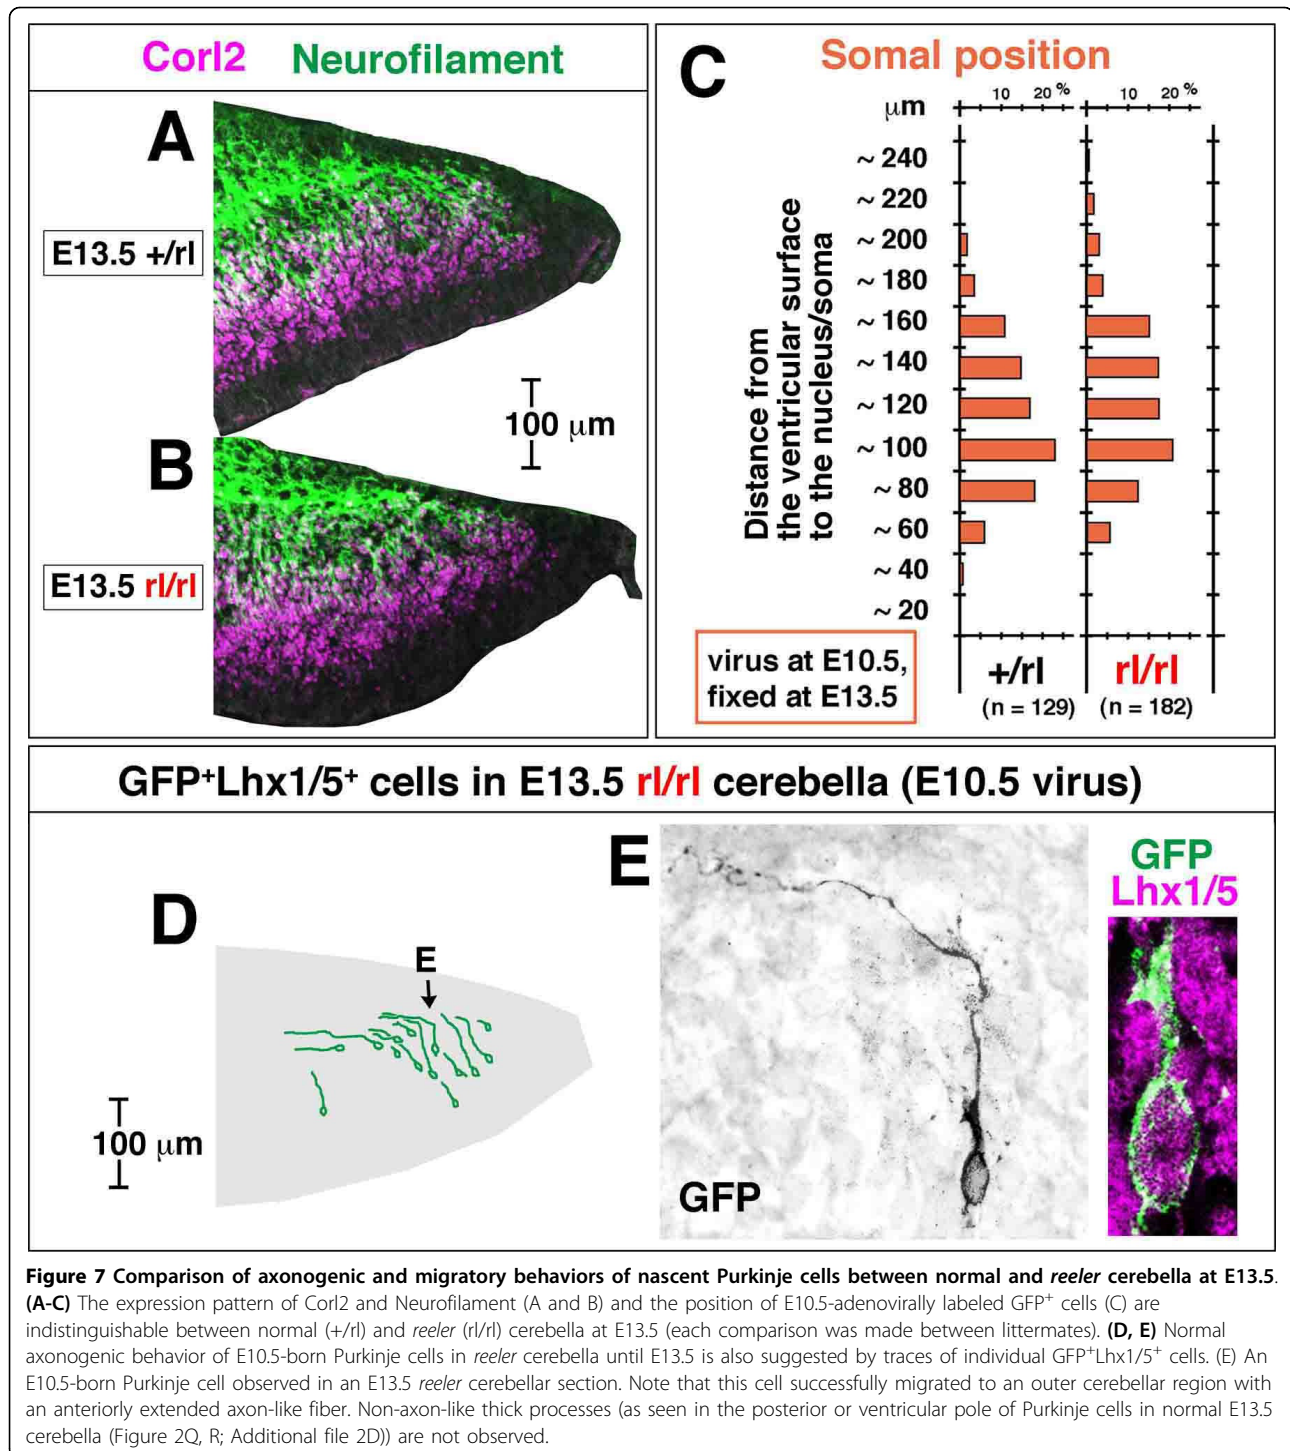 Corl2 Neurofilament
A
E13.5 +/rl
100 μm
B
E13.5 rl/rl
C
Somal position
μm
10 20 % 10 20 %
Distance from
the ventricular surface
to the nucleus/soma
~ 240
~ 220
~ 200
~ 180
~ 160
~ 140
~ 120
~ 100
~ 80
~ 60
~ 40
~ 20
virus at E10.5,
fixed at E13.5
+/rl rl/rl
(n = 129) (n = 182)
GFP⁺Lhx1/5⁺ cells in E13.5 rl/rl cerebella (E10.5 virus)
D
E
100 μm
E
GFP
GFP
Lhx1/5
Figure 7 Comparison of axonogenic and migratory behaviors of nascent Purkinje cells between normal and reeler cerebella at E13.5.
(A-C) The expression pattern of Corl2 and Neurofilament (A and B) and the position of E10.5-adenovirally labeled GFP⁺ cells (C) are
indistinguishable between normal (+/rl) and reeler (rl/rl) cerebella at E13.5 (each comparison was made between littermates). (D, E) Normal
axonogenic behavior of E10.5-born Purkinje cells in reeler cerebella until E13.5 is also suggested by traces of individual GFP⁺Lhx1/5⁺ cells. (E) An
E10.5-born Purkinje cell observed in an E13.5 reeler cerebellar section. Note that this cell successfully migrated to an outer cerebellar region with
an anteriorly extended axon-like fiber. Non-axon-like thick processes (as seen in the posterior or ventricular pole of Purkinje cells in normal E13.5
cerebella (Figure 2Q, R; Additional file 2D)) are not observed.